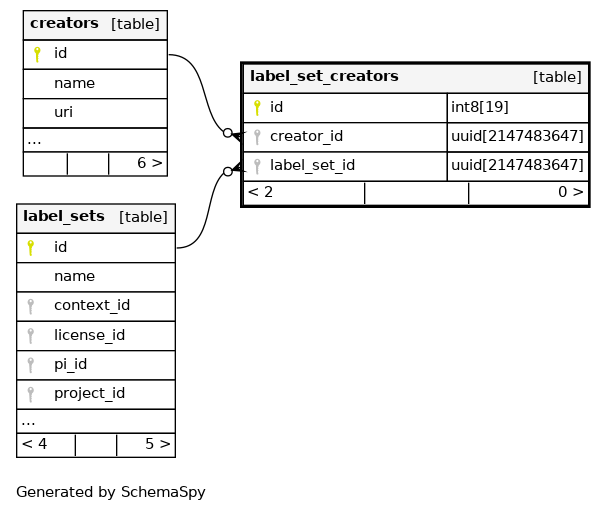 creators [table]
id
name
uri
...
6 >
label_set_creators [table]
id int8[19]
creator_id uuid[2147483647]
label_set_id uuid[2147483647]
< 2 0 >
label_sets [table]
id
name
context_id
license_id
pi_id
project_id
...
< 4 5 >
Generated by SchemaSpy